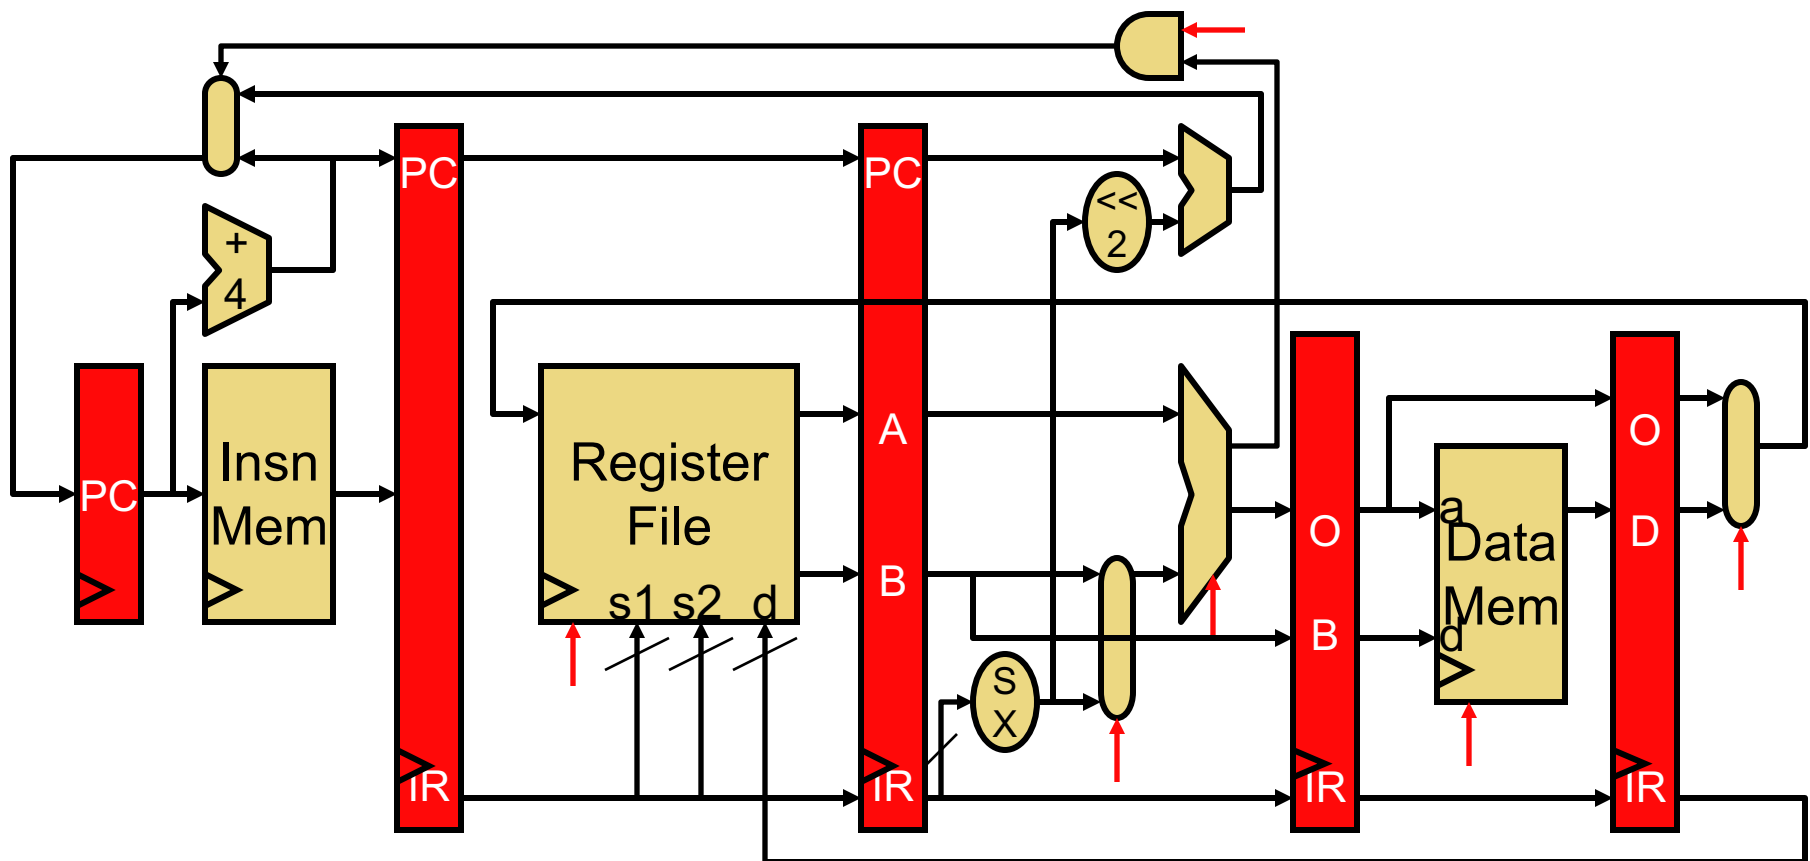 PC
PC
<<
2
+
4
PC
Insn
Mem
Register
File
s1 s2 d
A
B
S
X
O
B
a
Data
Mem
d
O
D
IR
IR
IR
IR